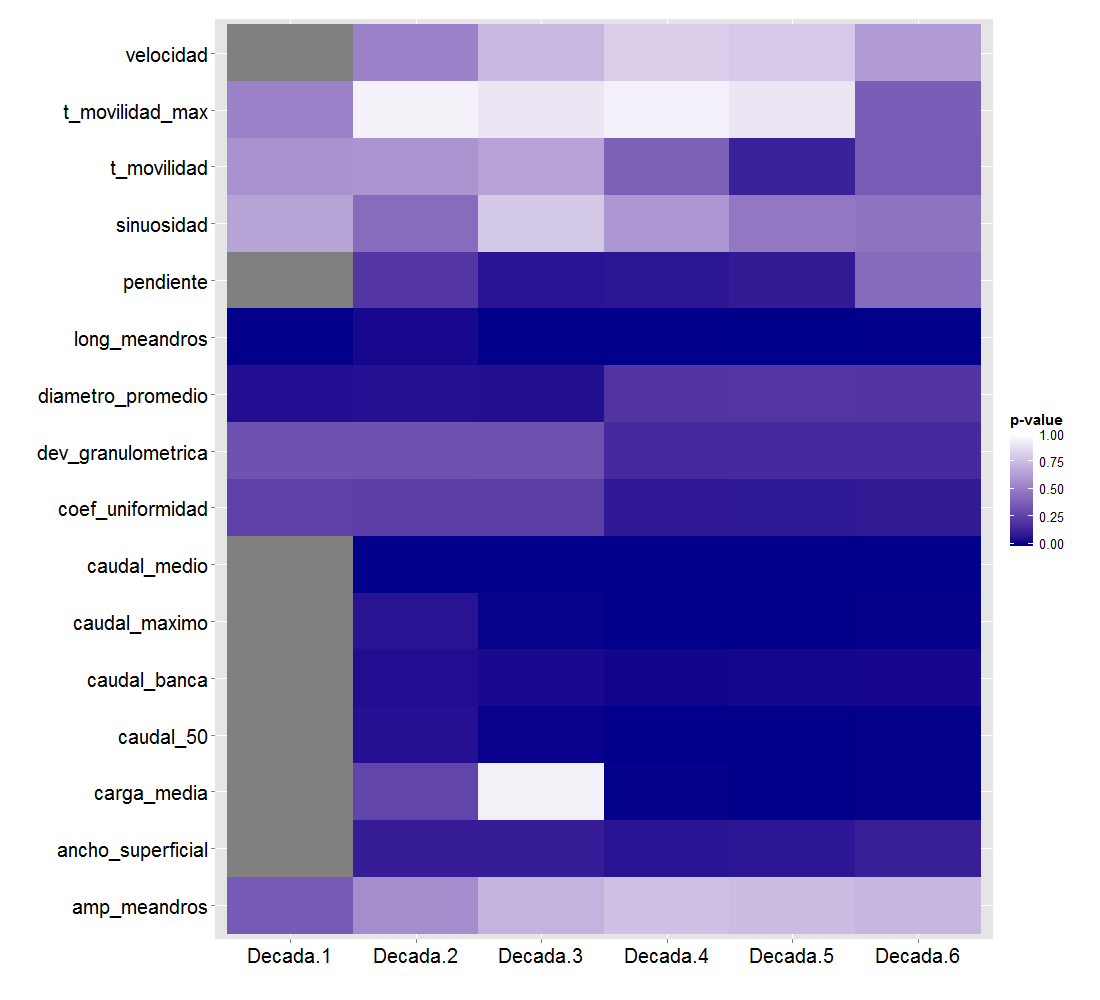 velocidad
t_movilidad_max
t_movilidad
sinuosidad
pendiente
long_meandros
diametro_promedio
dev_granulometrica
coef_uniformidad
caudal_medio
caudal_maximo
caudal_banca
caudal_50
carga_media
ancho_superficial
amp_meandros
Decada.1 Decada.2 Decada.3 Decada.4 Decada.5 Decada.6
p-value
1.00
0.75
0.50
0.25
0.00